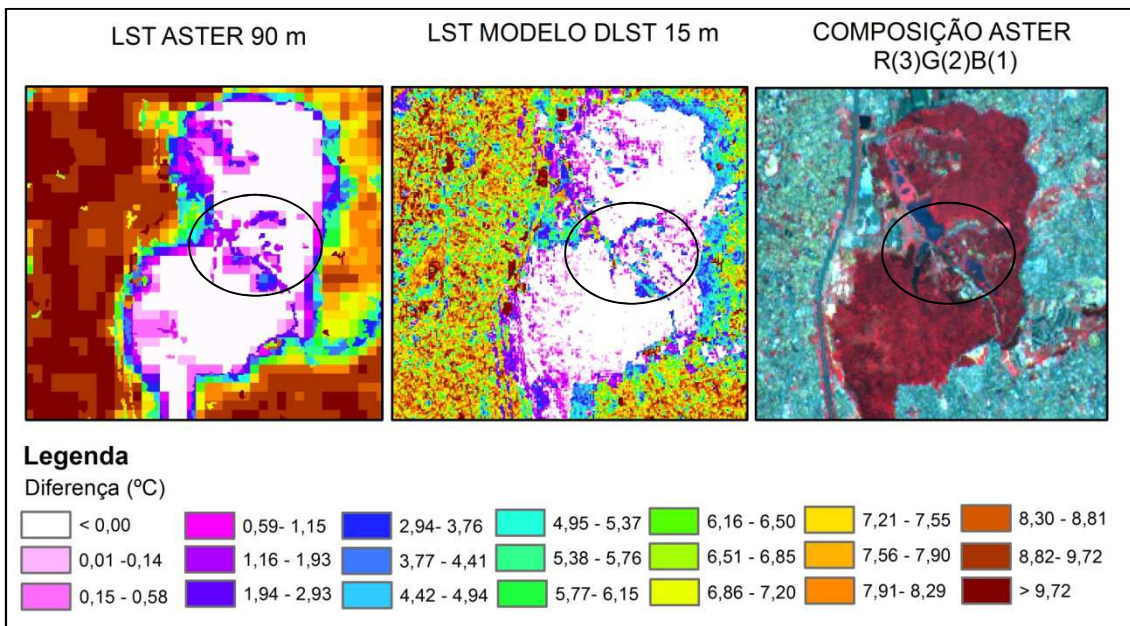 LST ASTER 90 m
LST MODELO DLST 15 m
COMPOSIÇÃO ASTER
R(3)G(2)B(1)
Legenda
Diferença (ºC)
< 0,00
0,59- 1,15
2,94- 3,76
4,95 - 5,37
6,16 - 6,50
7,21 - 7,55
8,30 - 8,81
0,01 -0,14
1,16 - 1,93
3,77 - 4,41
5,38 - 5,76
6,51 - 6,85
7,56 - 7,90
8,82- 9,72
0,15 - 0,58
1,94 - 2,93
4,42 - 4,94
5,77- 6,15
6,86 - 7,20
7,91- 8,29
> 9,72